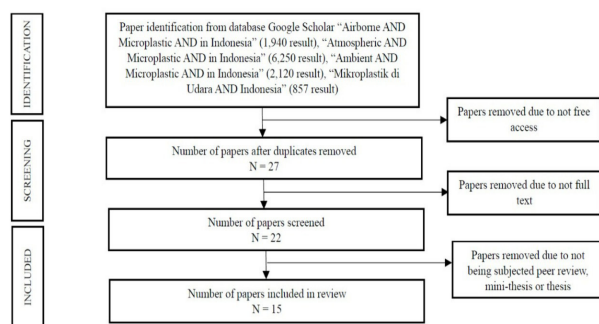 IDENTIFICATION
Paper identification from database Google Scholar “Airborne AND
Microplastic AND in Indonesia” (1,940 result), “Atmospheric AND
Microplastic AND in Indonesia” (6,250 result), “Ambient AND
Microplastic AND in Indonesia” (2,120 result), “Mikroplastik di
Udara AND Indonesia” (857 result)
Papers removed due to not free
access
SCREENING
Number of papers after duplicates removed
N = 27
Papers removed due to not full
text
Number of papers screened
N = 22
INCLUDED
Papers removed due to not
being subjected peer review,
mini-thesis or thesis
Number of papers included in review
N = 15